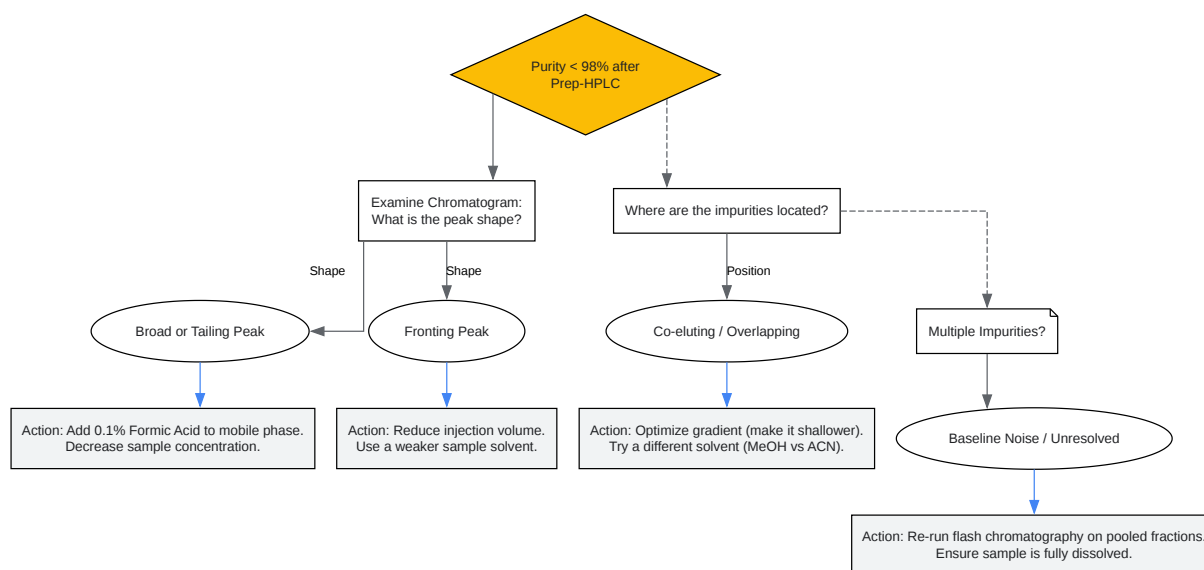 Purity < 98% after
Prep-HPLC
Examine Chromatogram:
What is the peak shape?
Where are the impurities located?
Shape
Shape
Position
Broad or Tailing Peak
Fronting Peak
Co-eluting / Overlapping
Multiple Impurities?
Action: Add 0.1% Formic Acid to mobile phase.
Decrease sample concentration.
Action: Reduce injection volume.
Use a weaker sample solvent.
Action: Optimize gradient (make it shallower).
Try a different solvent (MeOH vs ACN).
Baseline Noise / Unresolved
Action: Re-run flash chromatography on pooled fractions.
Ensure sample is fully dissolved.